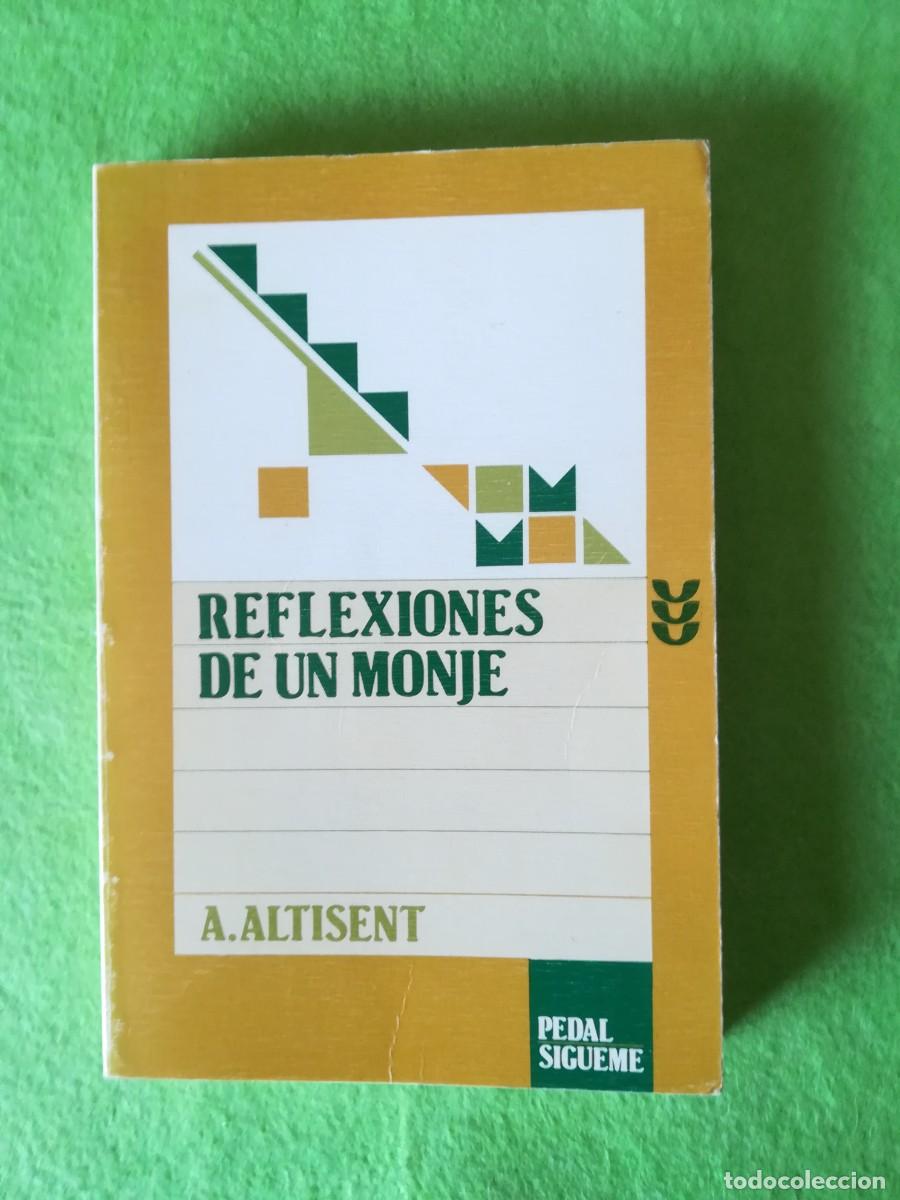 REFLEXIONES
DE UN MONJE
A. ALTISENT
PEDAL
SIGUEME
todocoleccion